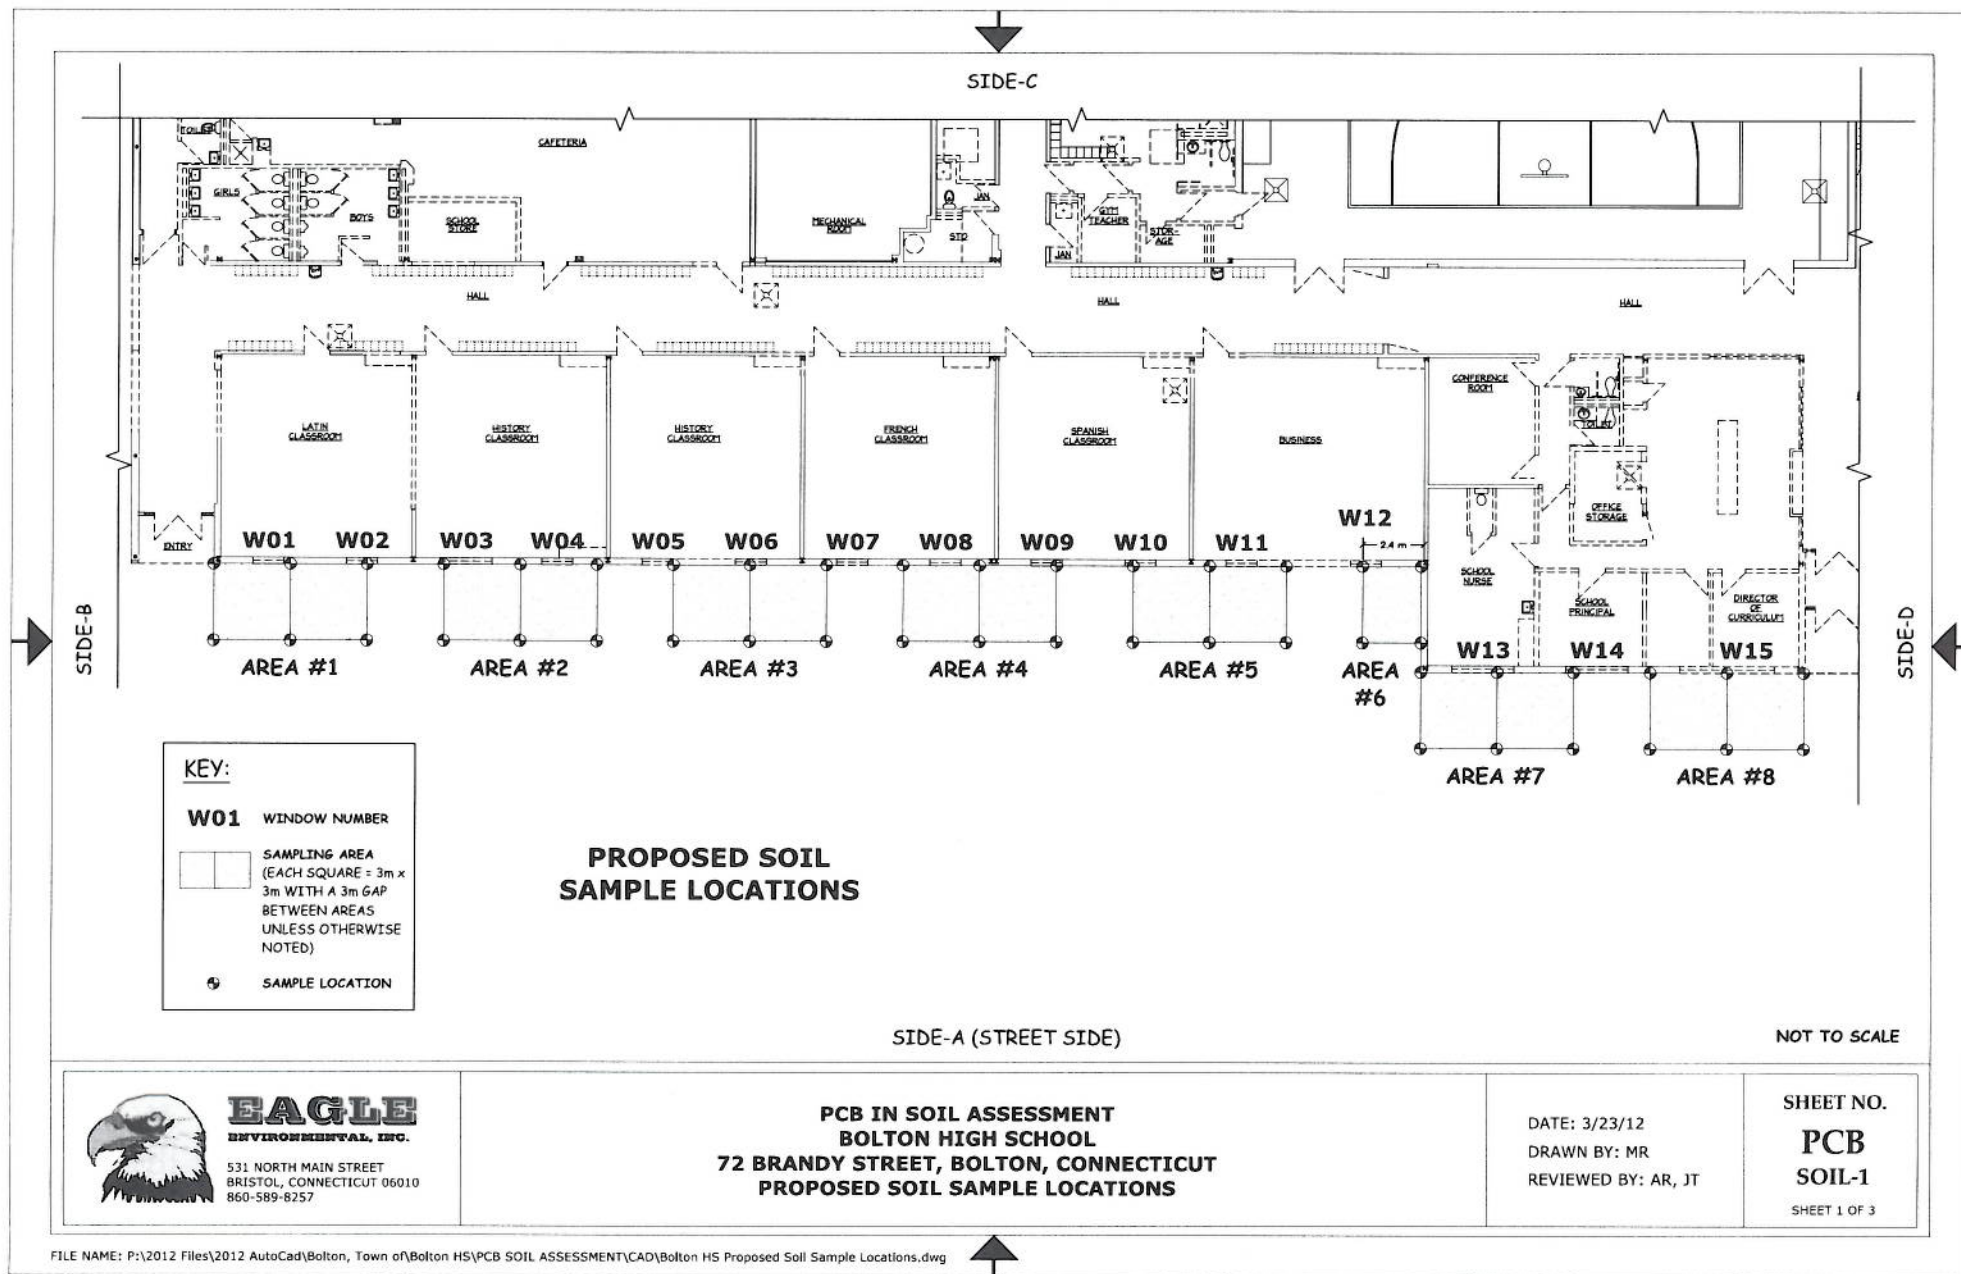 SIDE-C
TOILET
CAFETERIA
GIRLS
BOYS
SCHOOL
STORE
MECHANICAL
ROOM
JAN
STO
GYM
TEACHER
STOR-
AGE
JAN
HALL
HALL
HALL
LATIN
CLASSROOM
HISTORY
CLASSROOM
HISTORY
CLASSROOM
FRENCH
CLASSROOM
SPANISH
CLASSROOM
BUSINESS
CONFERENCE
ROOM
TOILET
OFFICE
STORAGE
ENTRY
W01
W02
W03
W04
W05
W06
W07
W08
W09
W10
W11
W12
2.4 m
SCHOOL
NURSE
SCHOOL
PRINCIPAL
DIRECTOR
OF
CURRICULUM
W13
W14
W15
SIDE-B
SIDE-D
AREA #1
AREA #2
AREA #3
AREA #4
AREA #5
AREA
#6
AREA #7
AREA #8
KEY:
W01 WINDOW NUMBER
SAMPLING AREA
(EACH SQUARE = 3m x
3m WITH A 3m GAP
BETWEEN AREAS
UNLESS OTHERWISE
NOTED)
SAMPLE LOCATION
PROPOSED SOIL
SAMPLE LOCATIONS
SIDE-A (STREET SIDE)
NOT TO SCALE
EAGLE
ENVIRONMENTAL, INC.
531 NORTH MAIN STREET
BRISTOL, CONNECTICUT 06010
860-589-8257
PCB IN SOIL ASSESSMENT
BOLTON HIGH SCHOOL
72 BRANDY STREET, BOLTON, CONNECTICUT
PROPOSED SOIL SAMPLE LOCATIONS
DATE: 3/23/12
DRAWN BY: MR
REVIEWED BY: AR, JT
SHEET NO.
PCB
SOIL-1
SHEET 1 OF 3
FILE NAME: P:\2012 Files\2012 AutoCad\Bolton, Town of\Bolton HS\PCB SOIL ASSESSMENT\CAD\Bolton HS Proposed Soil Sample Locations.dwg